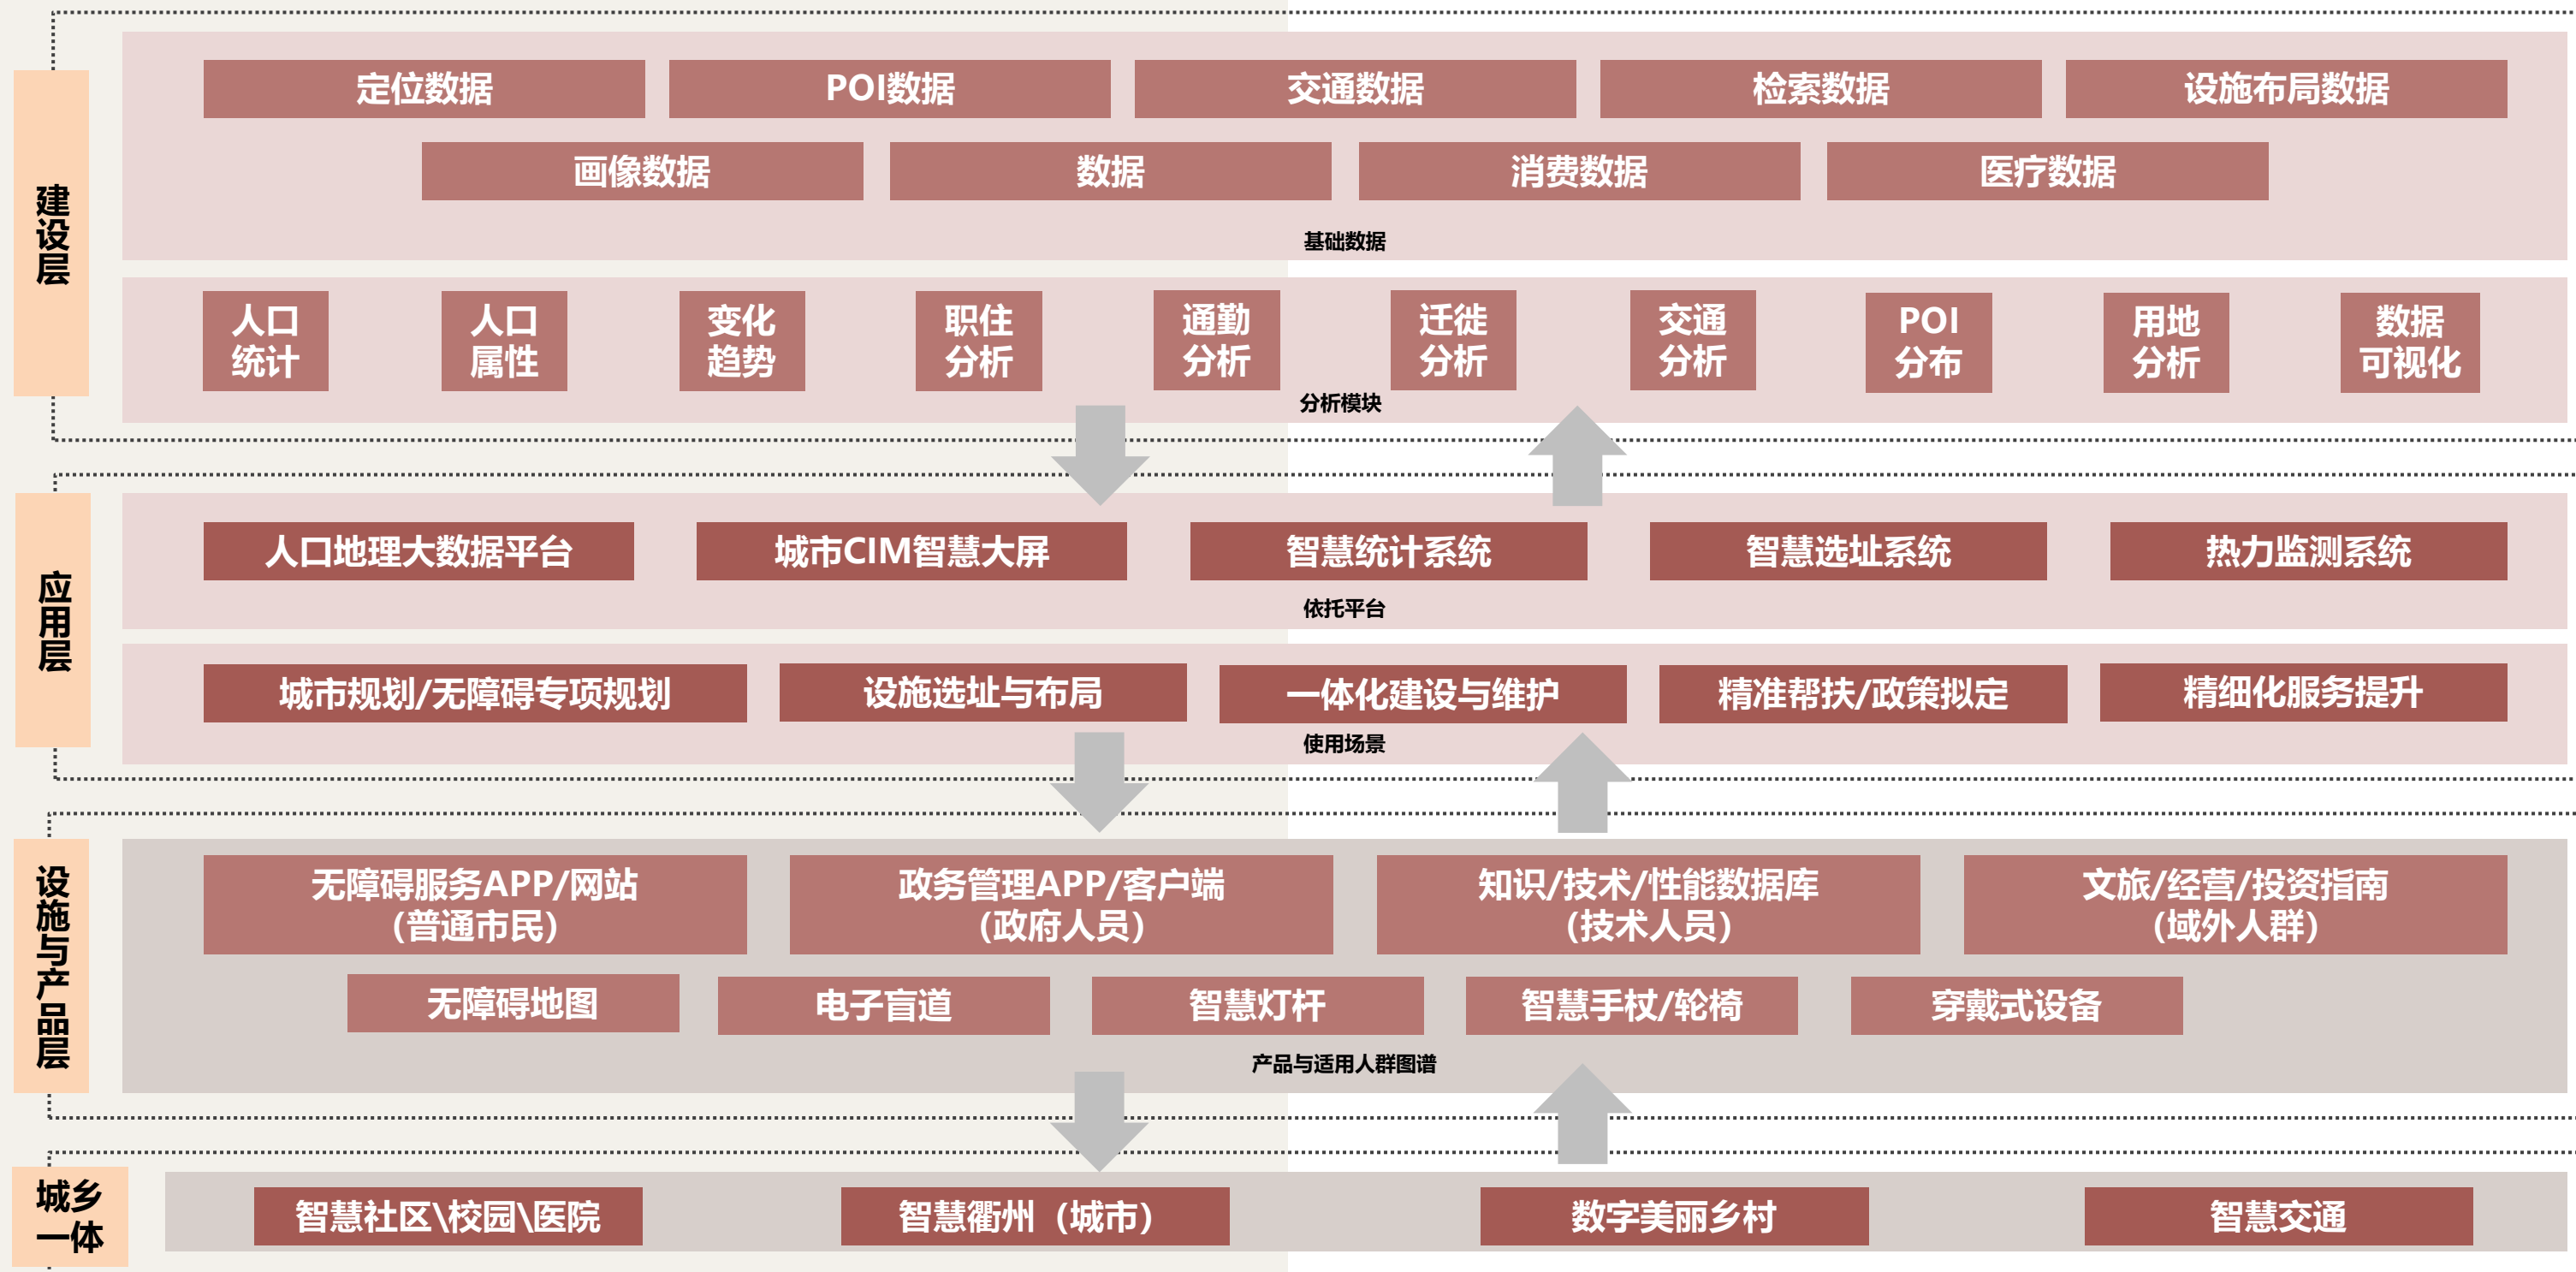 建设层
定位数据
POI数据
交通数据
检索数据
设施布局数据
画像数据
数据
消费数据
医疗数据
基础数据
人口
统计
人口
属性
变化
趋势
职住
分析
通勤
分析
迁徙
分析
交通
分析
POI
分布
用地
分析
数据
可视化
分析模块
应用层
人口地理大数据平台
城市CIM智慧大屏
智慧统计系统
智慧选址系统
热力监测系统
依托平台
城市规划/无障碍专项规划
设施选址与布局
一体化建设与维护
精准帮扶/政策拟定
精细化服务提升
使用场景
设施与产品层
无障碍服务APP/网站
（普通市民）
政务管理APP/客户端
（政府人员）
知识/技术/性能数据库
（技术人员）
文旅/经营/投资指南
（域外人群）
无障碍地图
电子盲道
智慧灯杆
智慧手杖/轮椅
穿戴式设备
产品与适用人群图谱
城乡
一体
智慧社区\校园\医院
智慧衢州（城市）
数字美丽乡村
智慧交通